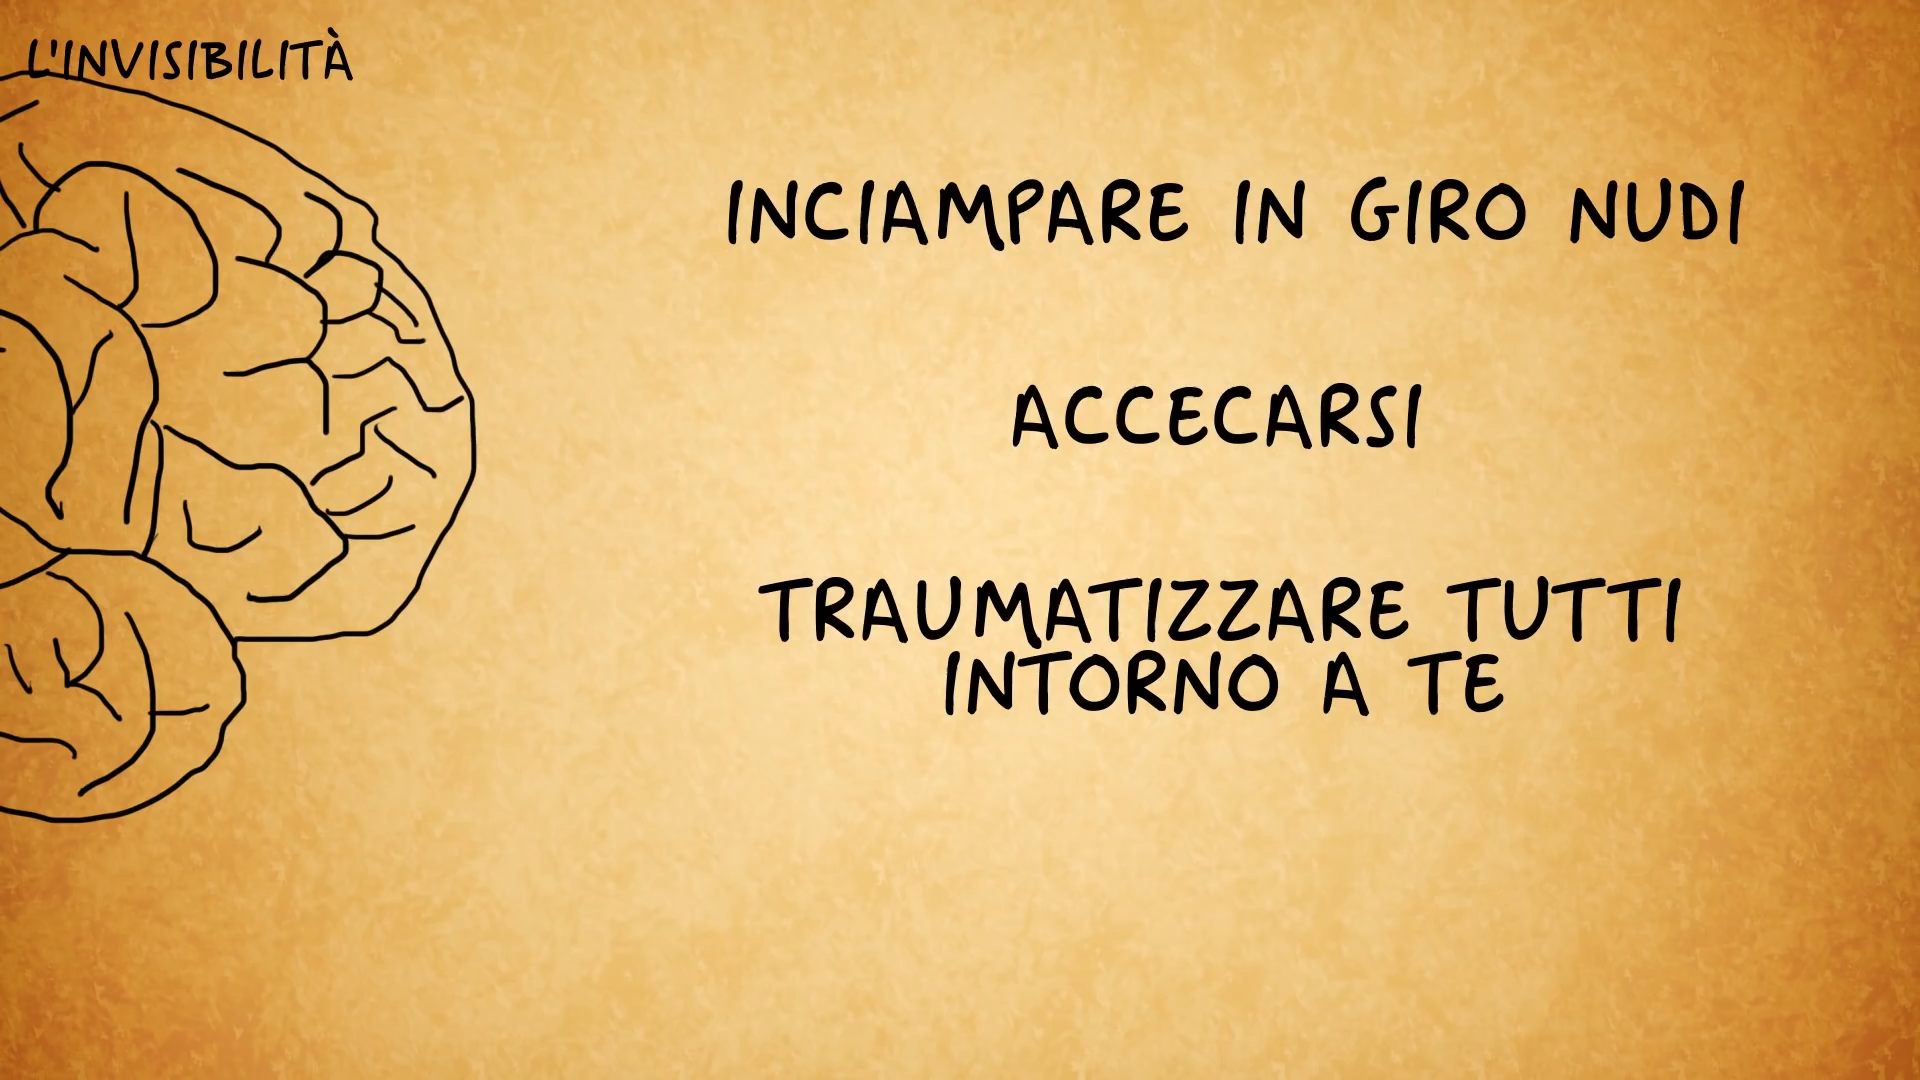 L'INVISIBILITÀ
INCIAMPARE IN GIRO NUDI
ACCECARSI
TRAUMATIZZARE TUTTI
INTORNO A TE